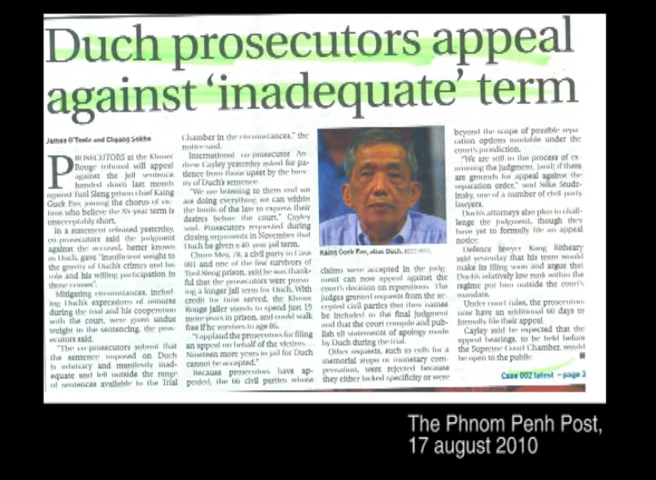 Duch prosecutors appeal
against ‘inadequate’ term
James O'Toole and Cheang Sokha
PROSECUTORS at the Khmer
Rouge tribunal will appeal
against the jail sentence
handed down last month
against Tuol Sleng prison chief Kaing
Guek Eav, joining the chorus of vic-
tims who believe the
unacceptably short.
In a statement released yesterday,
co-prosecutors said the judgment
against the accused, better known
as Duch, gave "insufficient weight to
the gravity of Duch's crimes and his
role and his willing participation in
those crimes".
Mitigating circumstances, includ-
ing Duch's expressions of remorse
during the trial and his cooperation
with the court, were given undue
weight in the sentencing, the pros-
ecutors said.
"The co-prosecutors submit that
the sentence imposed on Duch
is arbitrary and manifestly inad-
equate and fell outside the range
of sentences available to the Trial
Chamber in the circumstances," the
notice said.
International co-prosecutor An-
drew Cayley yesterday asked for pa-
tience from those upset by the brev-
ity of Duch's sentence.
"We are listening to them and we
are doing everything we can within
the limits of the law to express their
desires before the court," Cayley
said. Prosecutors requested during
closing arguments in November that
Duch be given a 40-year jail term.
Chum Mey, 79, a civil party in Case
001 and one of the few survivors of
Tuol Sleng prison, said he was thank-
ful that the prosecutors were pursu-
ing a longer jail term for Duch. With
credit for time served, the Khmer
Rouge jailer stands to spend just 19
more years in prison, and could walk
free if he survives to age 86.
"I applaud the prosecutors for filing
an appeal on behalf of the victims.
Nineteen more years in jail for Duch
cannot be accepted."
Because prosecutors have ap-
pealed, the 66 civil parties whose
Kaing Guek Eav, alias Duch.
claims were accepted in the judg-
ment can now appeal against the
court's decision on reparations. The
judges granted requests from the ac-
cepted civil parties that their names
be included in the final judgment
and that the court compile and pub-
lish all statements of apology made
by Duch during the trial.
Other requests, such as calls for a
memorial stupa or monetary com-
pensation, were rejected because
they either lacked specificity or were
beyond the scope of possible repar-
ation options available under the
court's jurisdiction.
"We are still in the process of ex-
amining the judgment, [and] if there
are grounds for appeal against the
reparation order," said Silke Studz-
insky, one of a number of civil party
lawyers.
Duch's attorneys also plan to chall-
enge the judgment, though they
have yet to formally file an appeal
notice.
Defence lawyer Kang Ritheary
said yesterday that his team would
make its filing soon and argue that
Duch's relatively low rank within the
regime put him outside the court's
mandate.
Under court rules, the prosecutors
now have an additional 60 days to
formally file their appeal.
Cayley said he expected that the
appeal hearings, to be held before
the Supreme Court Chamber, would
be open to the public.
Case 002 latest – page 2
The Phnom Penh Post,
17 august 2010